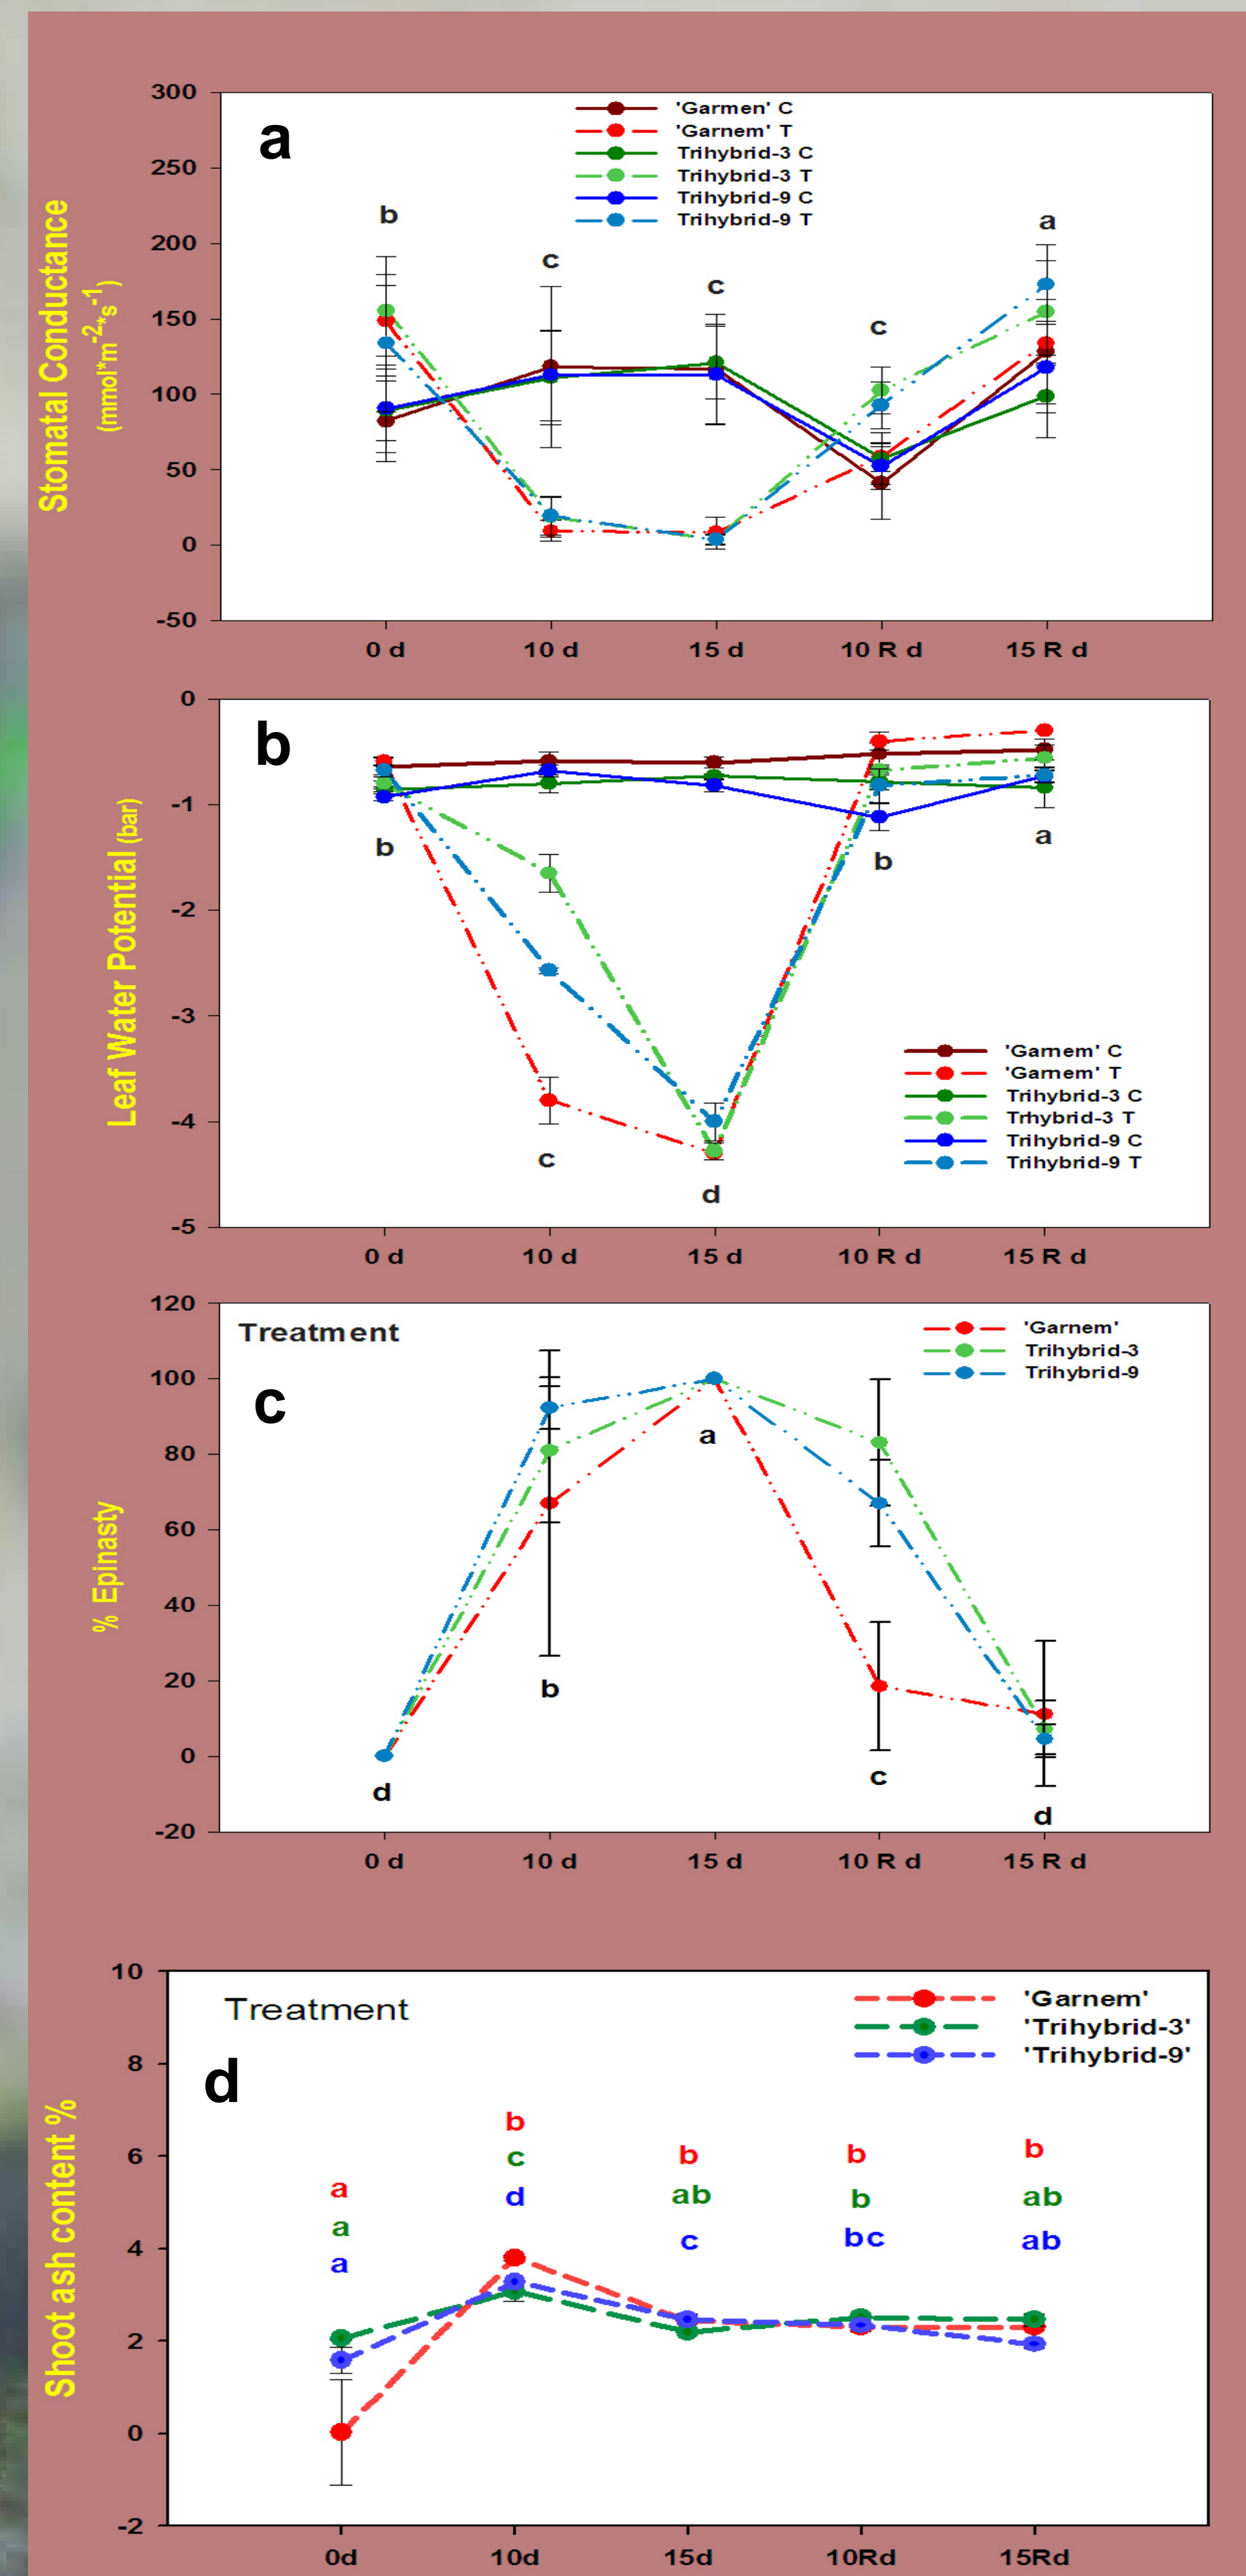 300
250
200
150
100
50
0
-50
Stomatal Conductance
(mmol*m⁻²*s⁻¹)
a
'Garmen' C
'Garnem' T
Trihybrid-3 C
Trihybrid-3 T
Trihybrid-9 C
Trihybrid-9 T
b
c
c
c
a
0 d 10 d 15 d 10 R d 15 R d
0
-1
-2
-3
-4
-5
Leaf Water Potential (bar)
b
b
c
d
b
a
'Garnem' C
'Garnem' T
Trihybrid-3 C
Trhybrid-3 T
Trihybrid-9 C
Trihybrid-9 T
0 d 10 d 15 d 10 R d 15 R d
120
100
80
60
40
20
0
-20
% Epinasty
Treatment
c
'Garnem'
Trihybrid-3
Trihybrid-9
d
b
a
c
d
0 d 10 d 15 d 10 R d 15 R d
10
8
6
4
2
0
-2
Shoot ash content %
Treatment
d
'Garnem'
'Trihybrid-3'
'Trihybrid-9'
a
a
a
b
c
d
b
ab
c
b
b
bc
b
ab
ab
0d 10d 15d 10Rd 15Rd